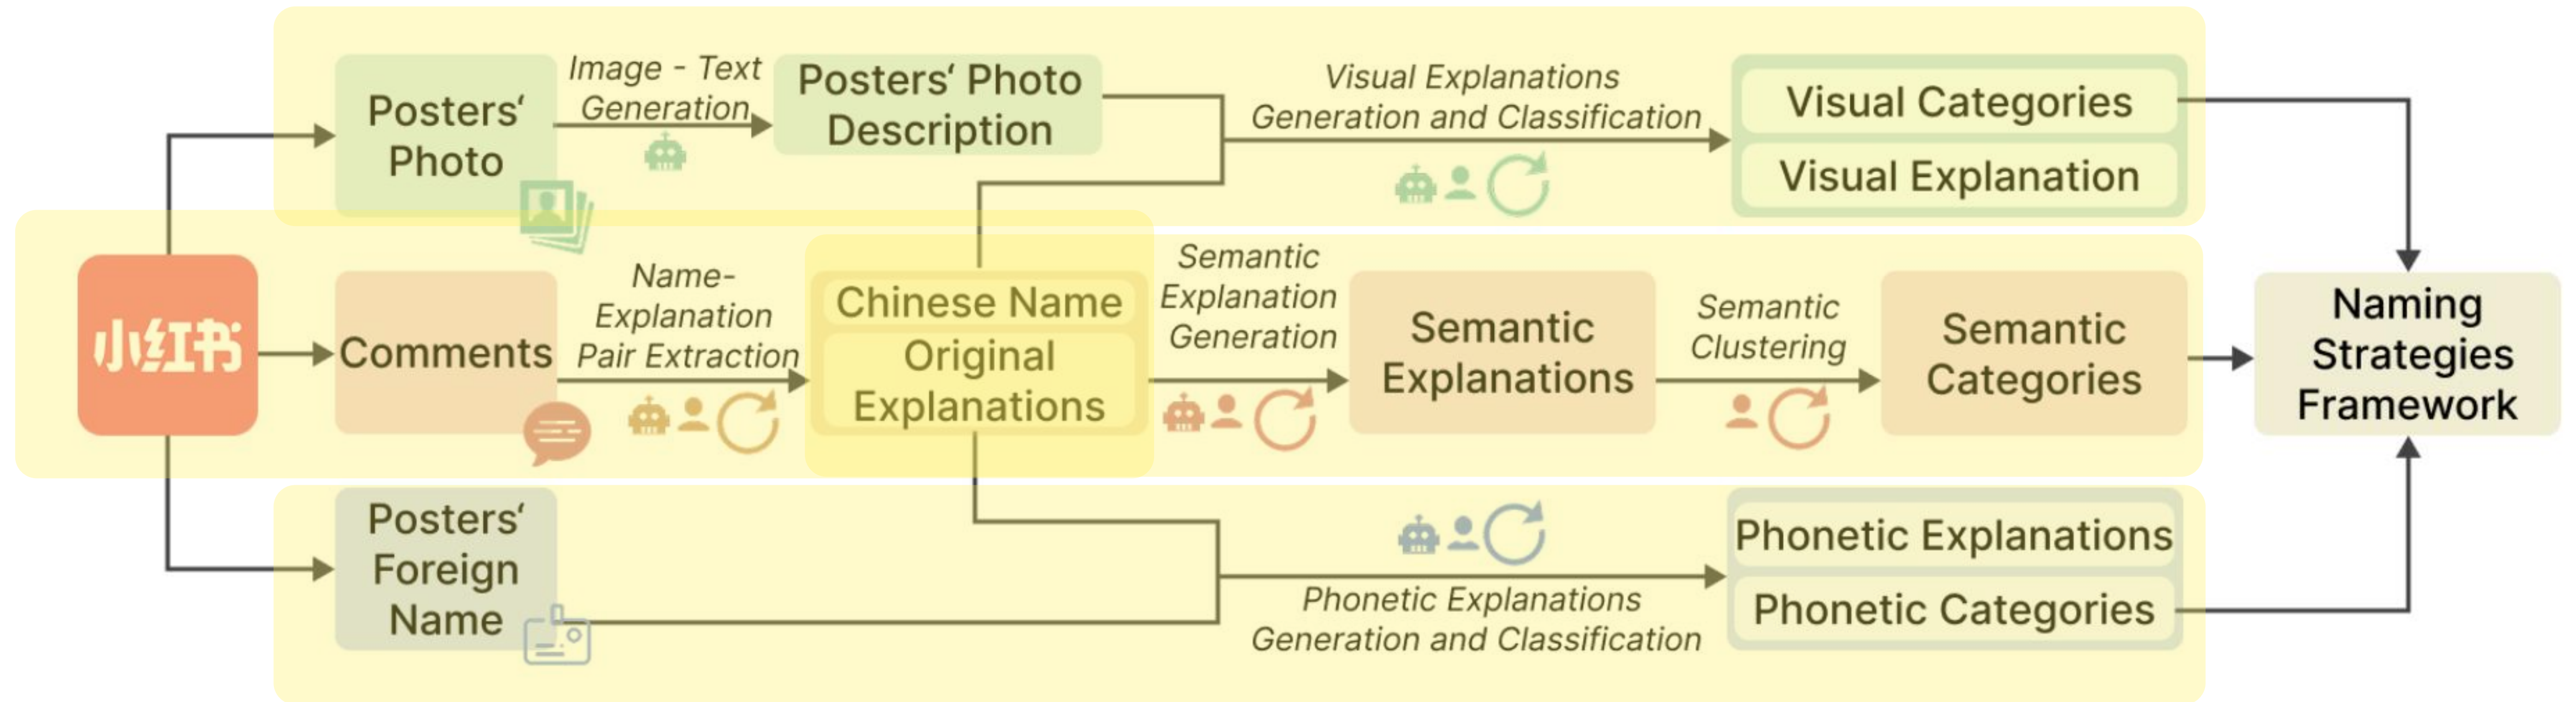 Posters‘
Photo
Image - Text
Generation
Posters‘ Photo
Description
Visual Explanations
Generation and Classification
Visual Categories
Visual Explanation
小红书
Comments
Name-
Explanation
Pair Extraction
Chinese Name
Original
Explanations
Semantic
Explanation
Generation
Semantic
Explanations
Semantic
Clustering
Semantic
Categories
Naming
Strategies
Framework
Posters‘
Foreign
Name
Phonetic Explanations
Generation and Classification
Phonetic Explanations
Phonetic Categories